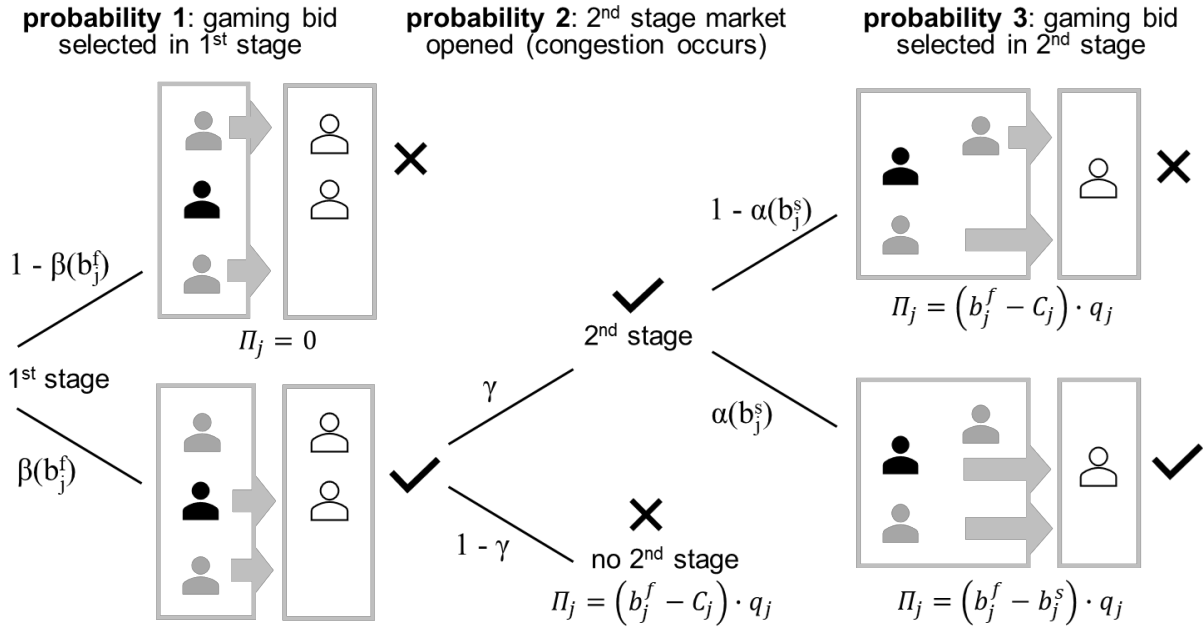 probability 1: gaming bid
selected in 1st stage
probability 2: 2nd stage market
opened (congestion occurs)
probability 3: gaming bid
selected in 2nd stage
1 - β(b_j^f)
Π_j = 0
1st stage
β(b_j^f)
γ
1 - γ
2nd stage
no 2nd stage
Π_j = (b_j^f − C_j) · q_j
1 - α(b_j^s)
Π_j = (b_j^f − C_j) · q_j
α(b_j^s)
Π_j = (b_j^f − b_j^s) · q_j